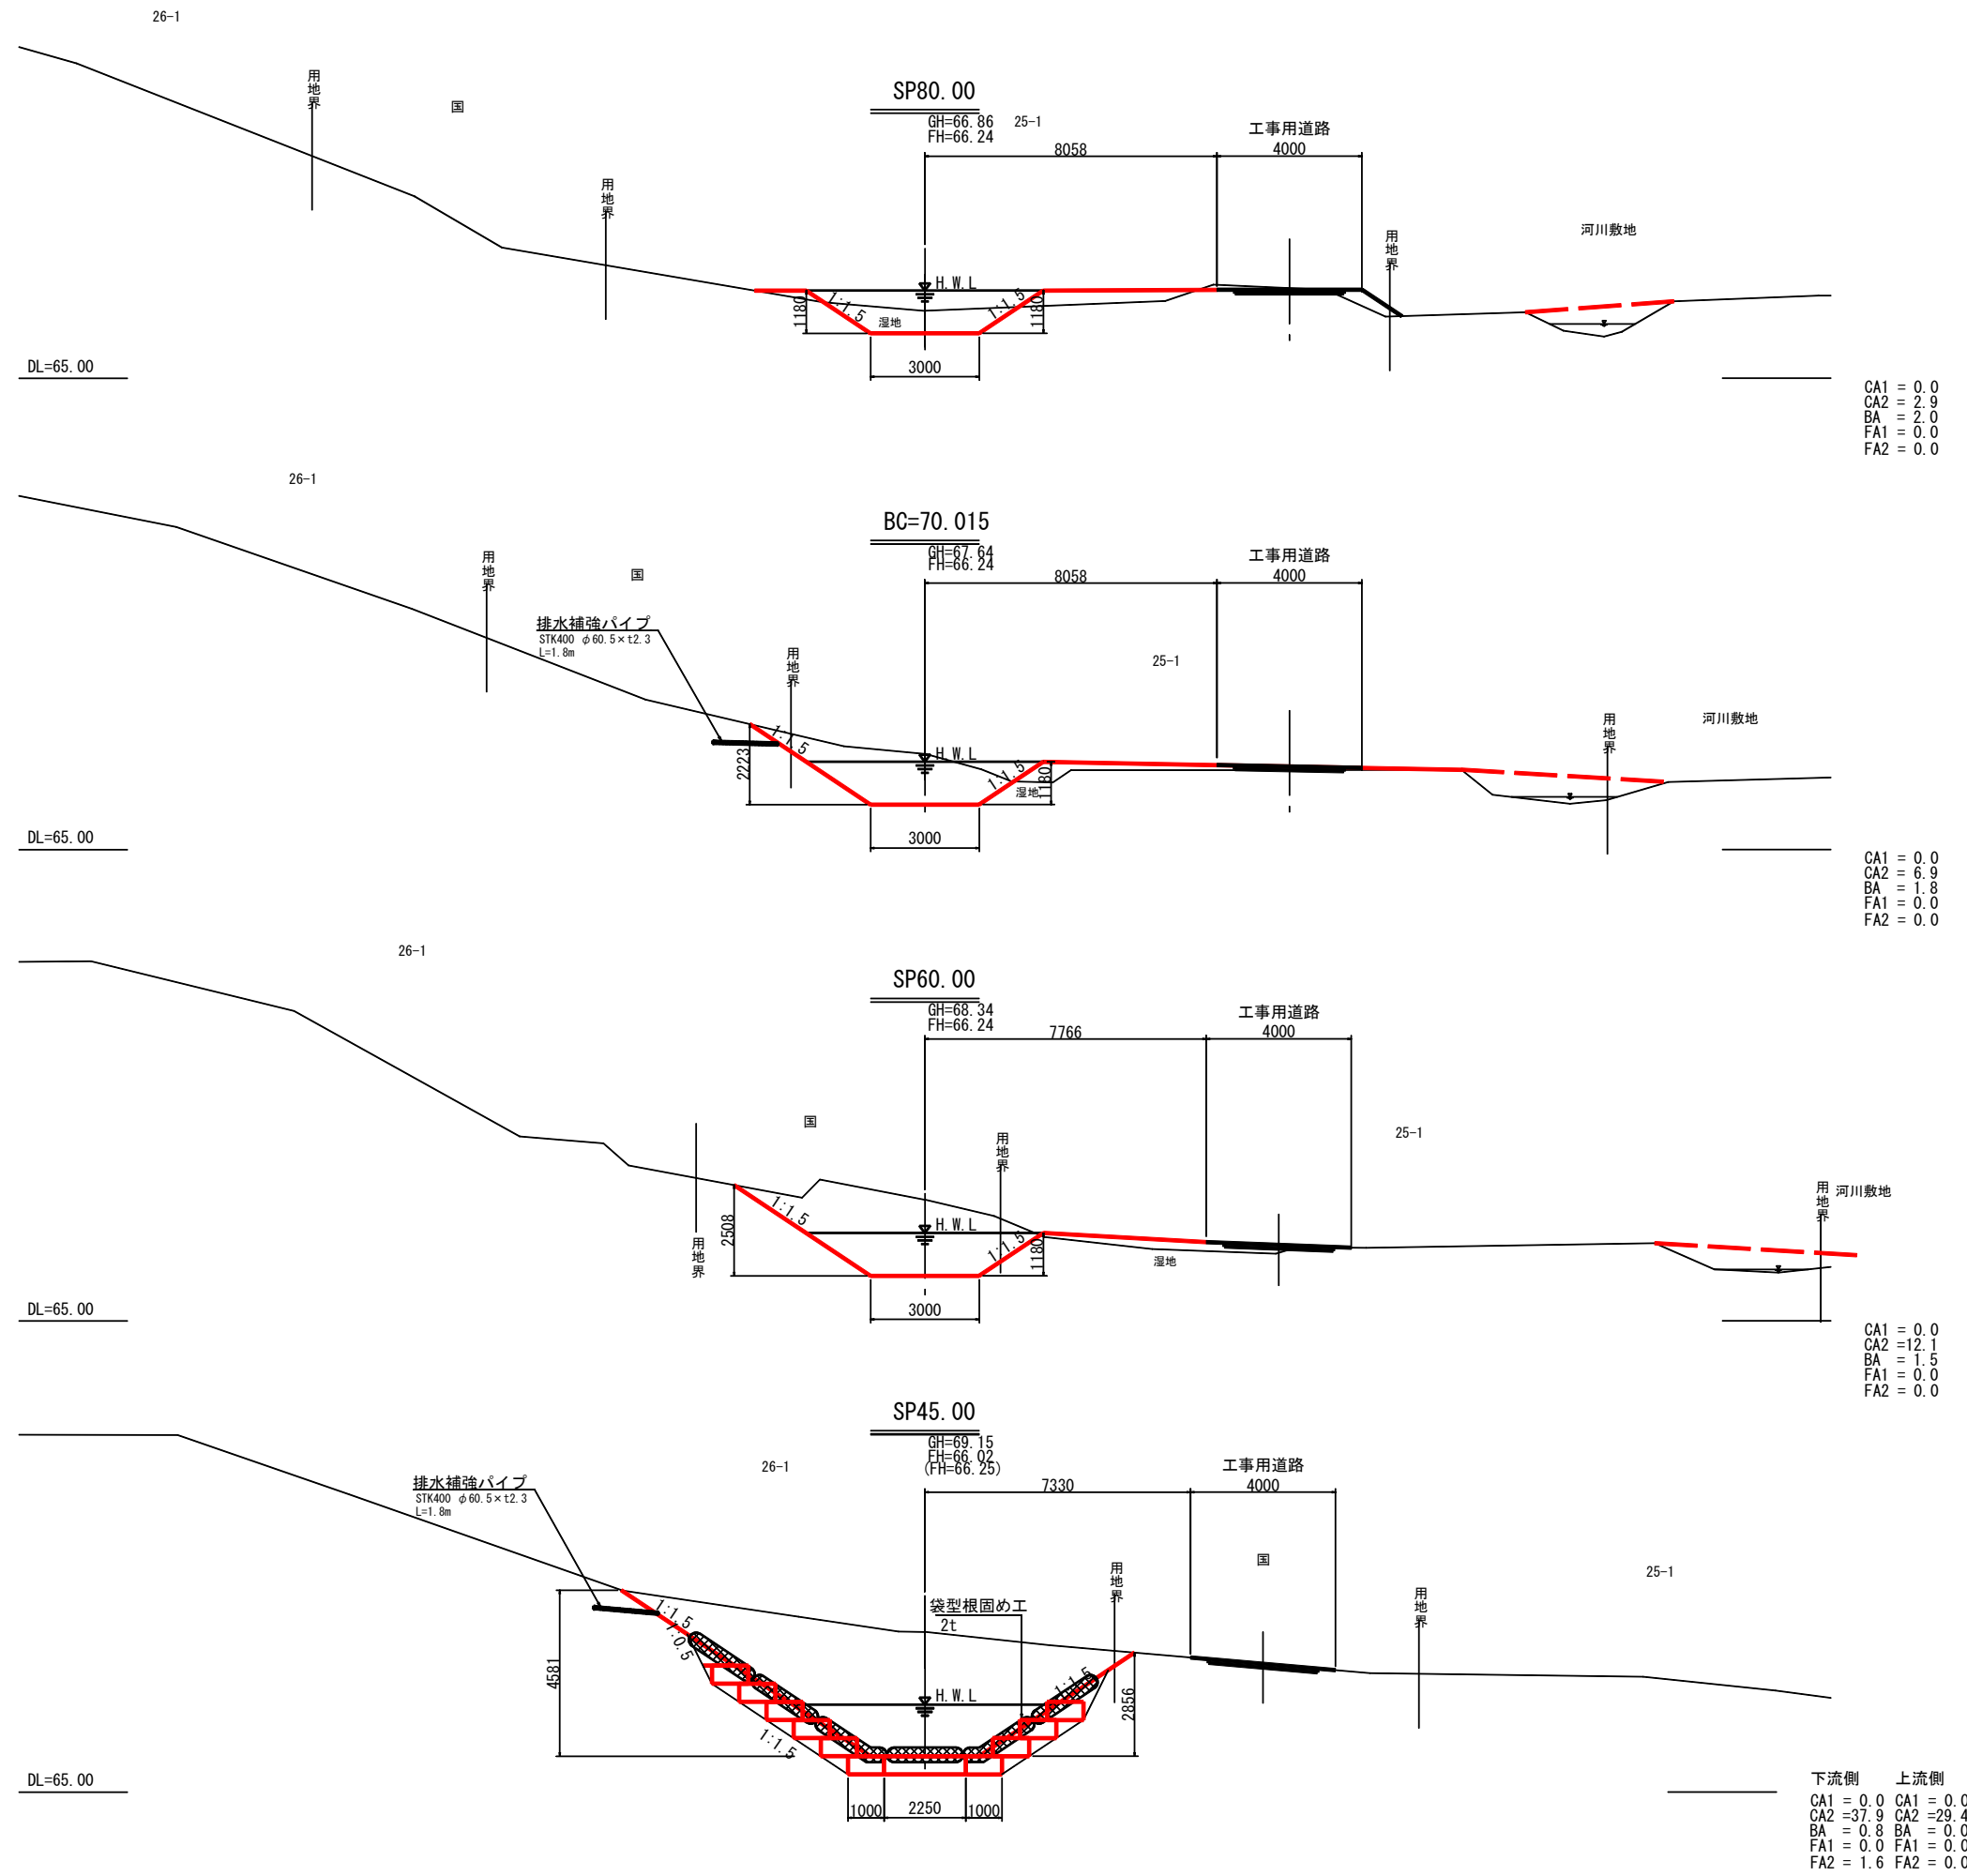 26-1
用地界
国
用地界
SP80.00
GH=66.86
FH=66.24
25-1
8058
工事用道路
4000
用地界
河川敷地
H.W.L
1:1.5
1:1.5
1180
1180
湿地
3000
DL=65.00
CA1 = 0.0
CA2 = 2.9
BA = 2.0
FA1 = 0.0
FA2 = 0.0
26-1
用地界
国
BC=70.015
GH=67.64
FH=66.24
8058
工事用道路
4000
排水補強パイプ
STK400 φ60.5×t2.3
L=1.8m
用地界
25-1
用地界
河川敷地
1:1.5
H.W.L
1:1.5
2223
1180
湿地
3000
DL=65.00
CA1 = 0.0
CA2 = 6.9
BA = 1.8
FA1 = 0.0
FA2 = 0.0
26-1
SP60.00
GH=68.34
FH=66.24
7766
工事用道路
4000
国
用地界
25-1
用地界
河川敷地
1:1.5
H.W.L
1:1.5
2508
1180
用地界
湿地
3000
DL=65.00
CA1 = 0.0
CA2 =12.1
BA = 1.5
FA1 = 0.0
FA2 = 0.0
SP45.00
GH=69.15
FH=66.02
(FH=66.25)
26-1
7330
工事用道路
4000
排水補強パイプ
STK400 φ60.5×t2.3
L=1.8m
国
用地界
25-1
用地界
袋型根固め工
2t
1:1.5
1:0.5
4581
1:1.5
H.W.L
1:1.5
2856
DL=65.00
1000
2250
1000
下流側 上流側
CA1 = 0.0 CA1 = 0.0
CA2 =37.9 CA2 =29.4
BA = 0.8 BA = 0.0
FA1 = 0.0 FA1 = 0.0
FA2 = 1.6 FA2 = 0.0